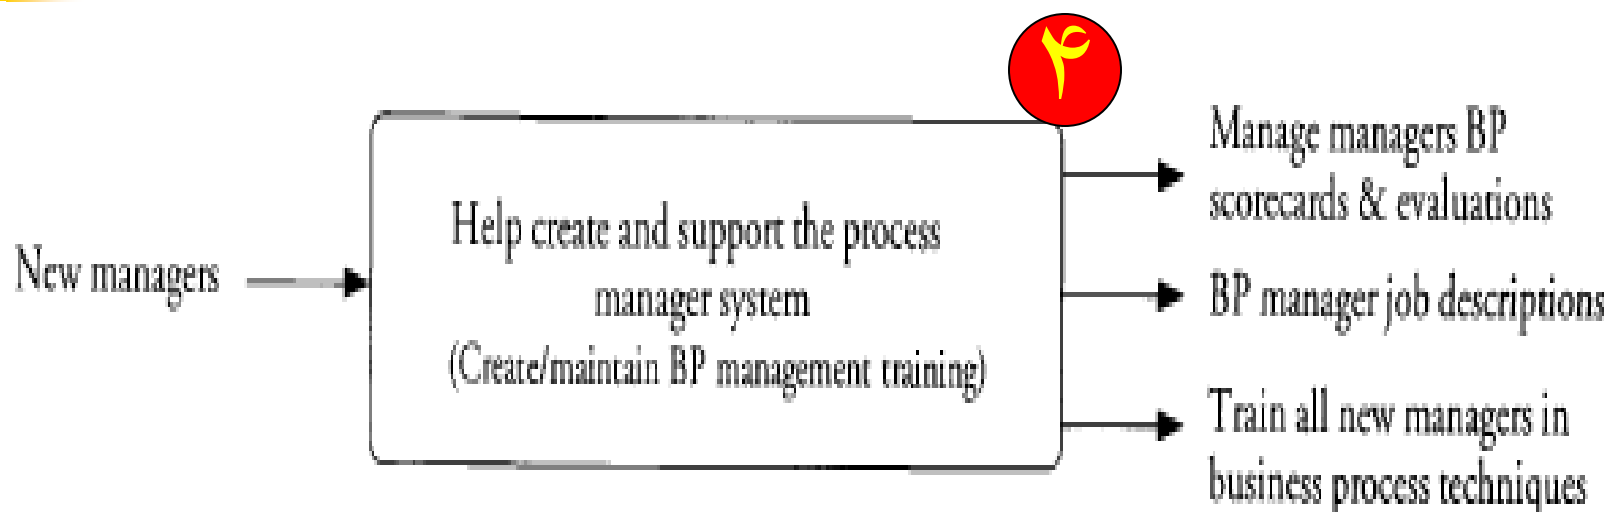 ۴
New managers
Help create and support the process
manager system
(Create/maintain BP management training)
Manage managers BP
scorecards & evaluations
BP manager job descriptions
Train all new managers in
business process techniques